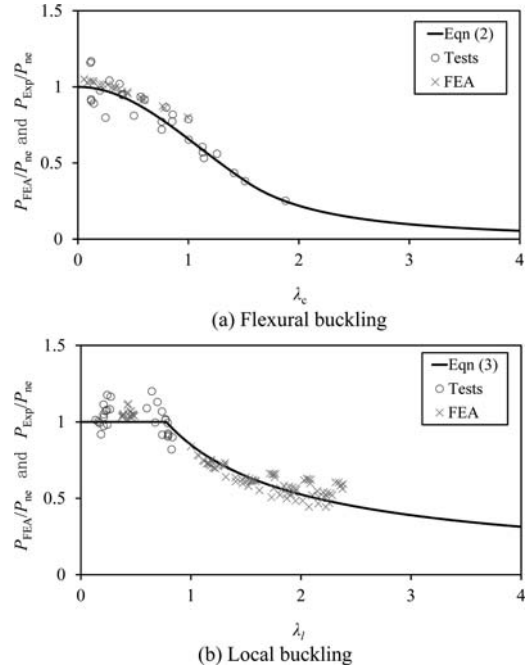 1.5
1
0.5
0
P_FEA/P_ne and P_Exp/P_ne
Eqn (2)
Tests
FEA
0 1 2 3 4
λ_c
(a) Flexural buckling
1.5
1
0.5
0
P_FEA/P_ne and P_Exp/P_ne
Eqn (3)
Tests
FEA
0 1 2 3 4
λ_l
(b) Local buckling